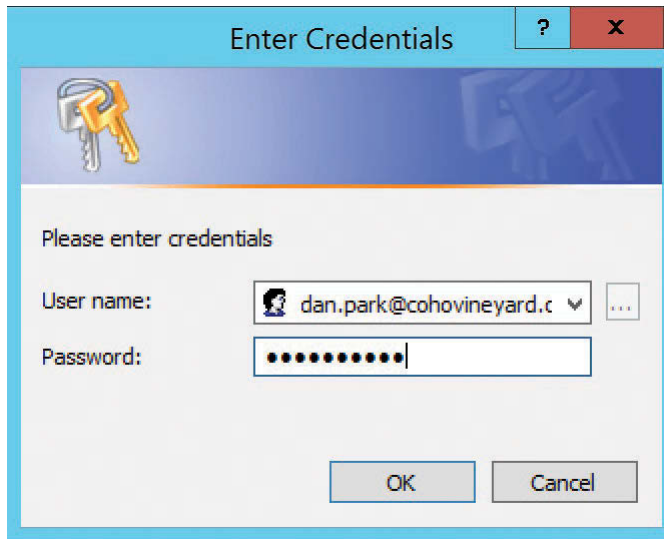 Enter Credentials ? x
Please enter credentials
User name: dan.park@cohovineyard.c ...
Password: ••••••••••
OK Cancel